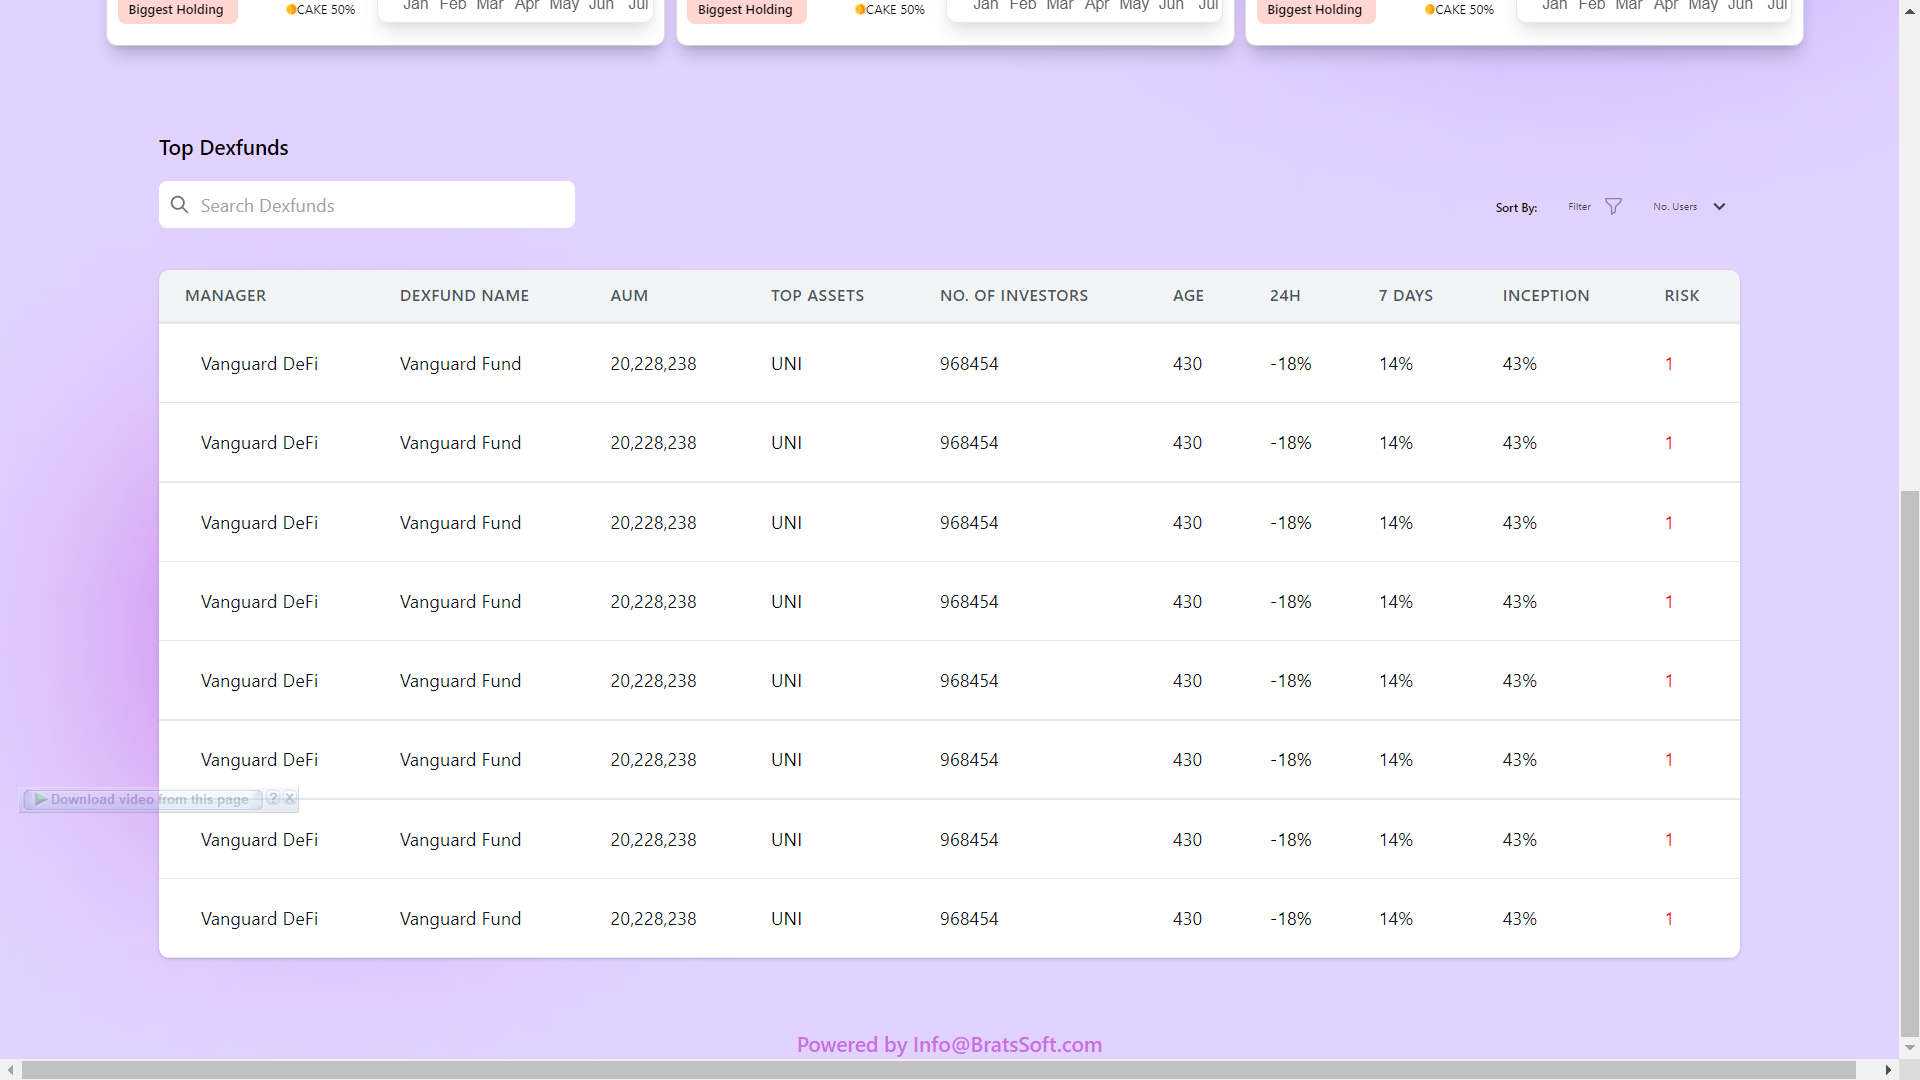 Biggest Holding CAKE 50% Jan Feb Mar Apr May Jun Jul Biggest Holding CAKE 50% Jan Feb Mar Apr May Jun Jul Biggest Holding CAKE 50% Jan Feb Mar Apr May Jun Jul
Top Dexfunds
Search Dexfunds Sort By: Filter No. Users
MANAGER DEXFUND NAME AUM TOP ASSETS NO. OF INVESTORS AGE 24H 7 DAYS INCEPTION RISK
Vanguard DeFi Vanguard Fund 20,228,238 UNI 968454 430 -18% 14% 43% 1
Vanguard DeFi Vanguard Fund 20,228,238 UNI 968454 430 -18% 14% 43% 1
Vanguard DeFi Vanguard Fund 20,228,238 UNI 968454 430 -18% 14% 43% 1
Vanguard DeFi Vanguard Fund 20,228,238 UNI 968454 430 -18% 14% 43% 1
Vanguard DeFi Vanguard Fund 20,228,238 UNI 968454 430 -18% 14% 43% 1
Vanguard DeFi Vanguard Fund 20,228,238 UNI 968454 430 -18% 14% 43% 1
Download video from this page ? X
Vanguard DeFi Vanguard Fund 20,228,238 UNI 968454 430 -18% 14% 43% 1
Vanguard DeFi Vanguard Fund 20,228,238 UNI 968454 430 -18% 14% 43% 1
Powered by Info@BratsSoft.com